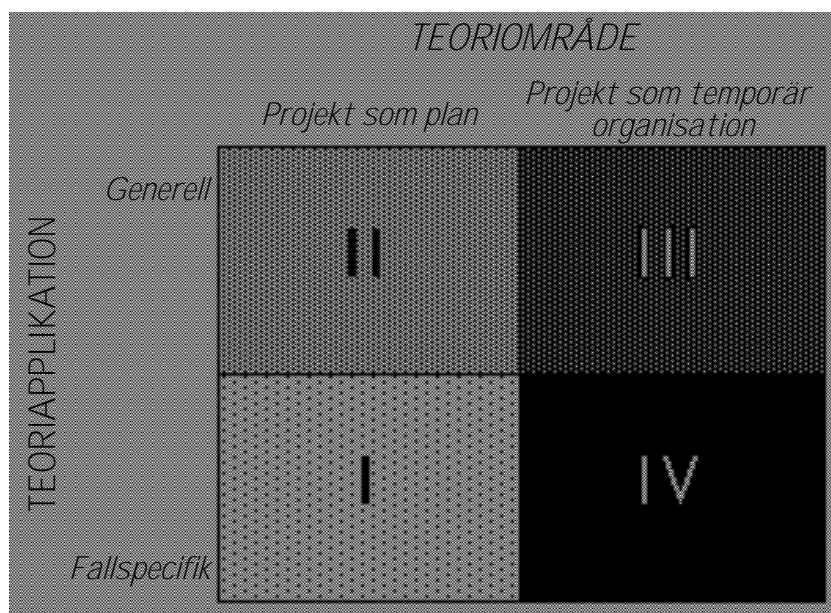 TEORIOMRÅDE
Projekt som plan
Projekt som temporär
organisation
Generell
TEORIAPPLIKATION
II
III
I
IV
Fallspecifik